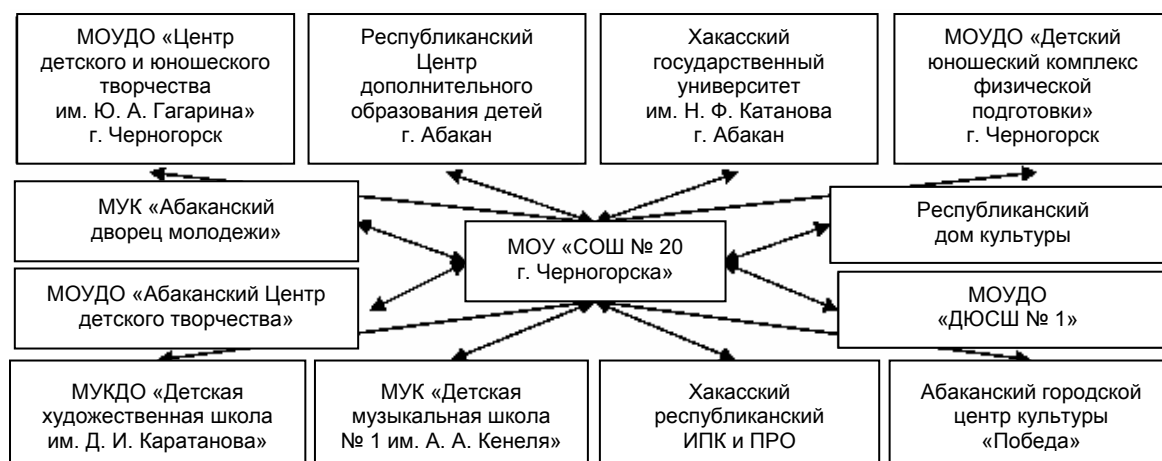 МОУДО «Центр
детского и юношеского
творчества
им. Ю. А. Гагарина»
г. Черногорск
Республиканский
Центр
дополнительного
образования детей
г. Абакан
Хакасский
государственный
университет
им. Н. Ф. Катанова
г. Абакан
МОУДО «Детский
юношеский комплекс
физической
подготовки»
г. Черногорск
МУК «Абаканский
дворец молодежи»
МОУ «СОШ № 20
г. Черногорска»
Республиканский
дом культуры
МОУДО «Абаканский Центр
детского творчества»
МОУДО
«ДЮСШ № 1»
МУКДО «Детская
художественная школа
им. Д. И. Каратанова»
МУК «Детская
музыкальная школа
№ 1 им. А. А. Кенеля»
Хакасский
республиканский
ИПК и ПРО
Абаканский городской
центр культуры
«Победа»